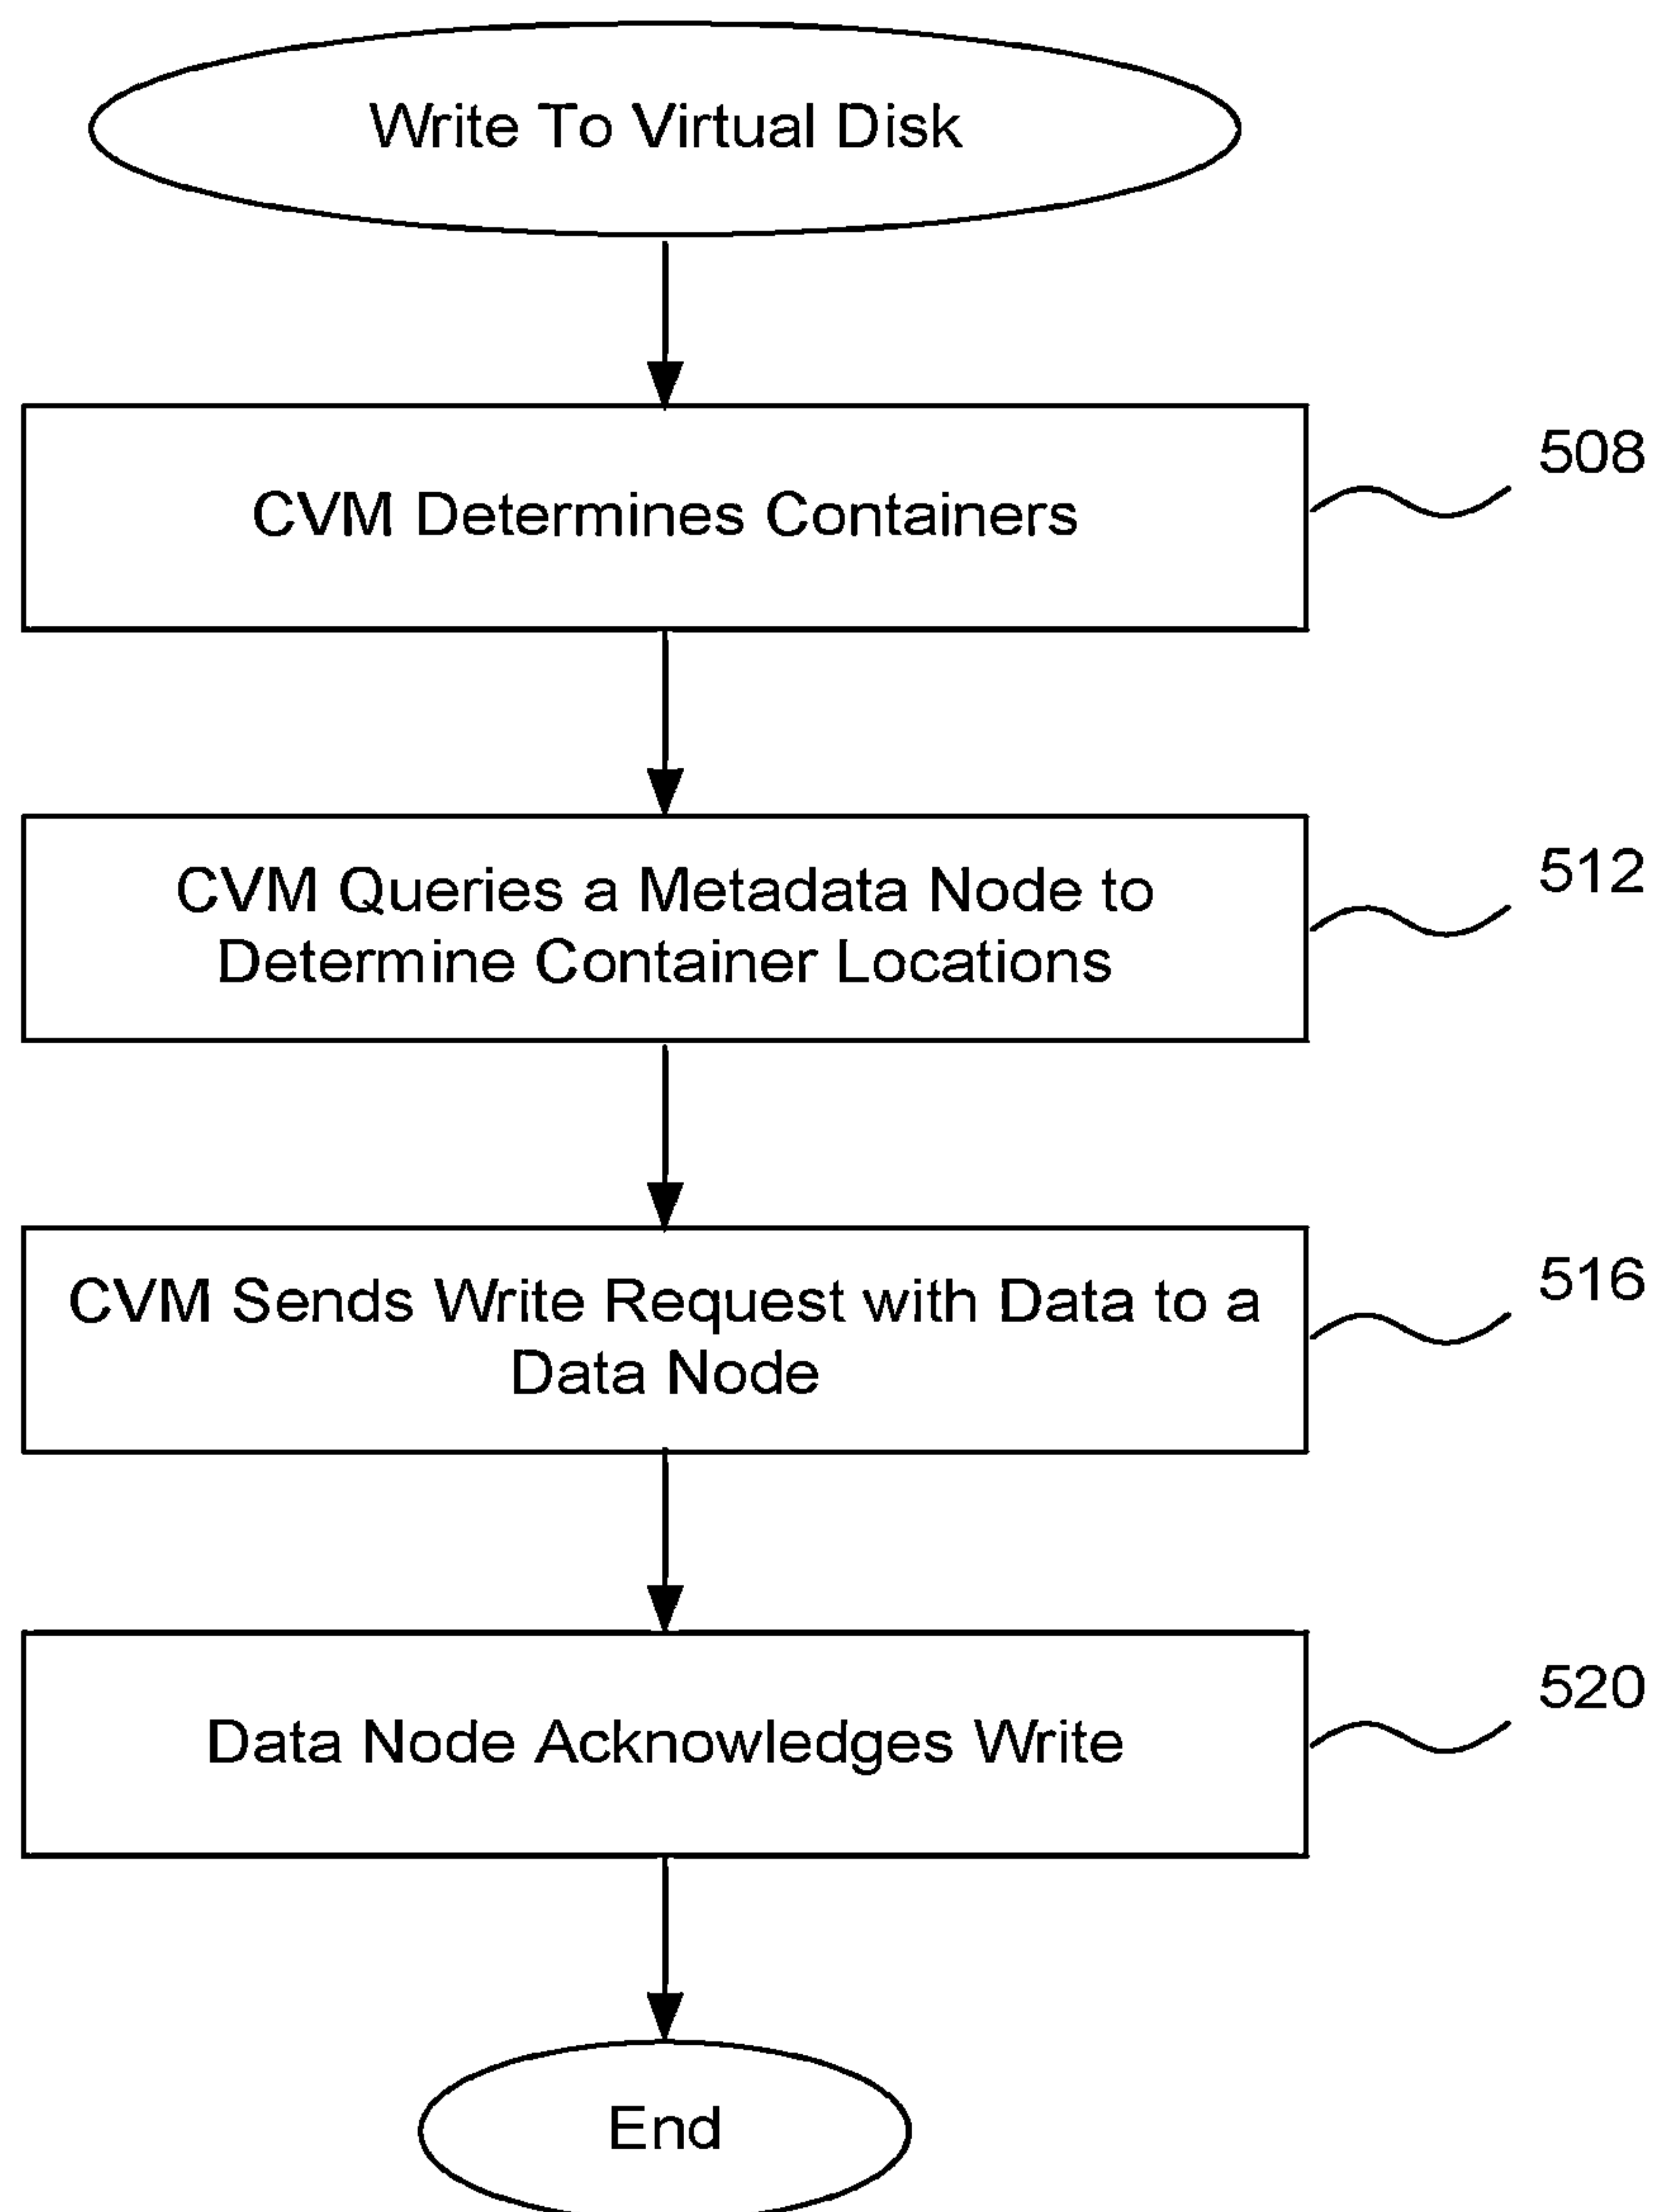 Write To Virtual Disk
CVM Determines Containers
508
CVM Queries a Metadata Node to
Determine Container Locations
512
CVM Sends Write Request with Data to a
Data Node
516
Data Node Acknowledges Write
520
End